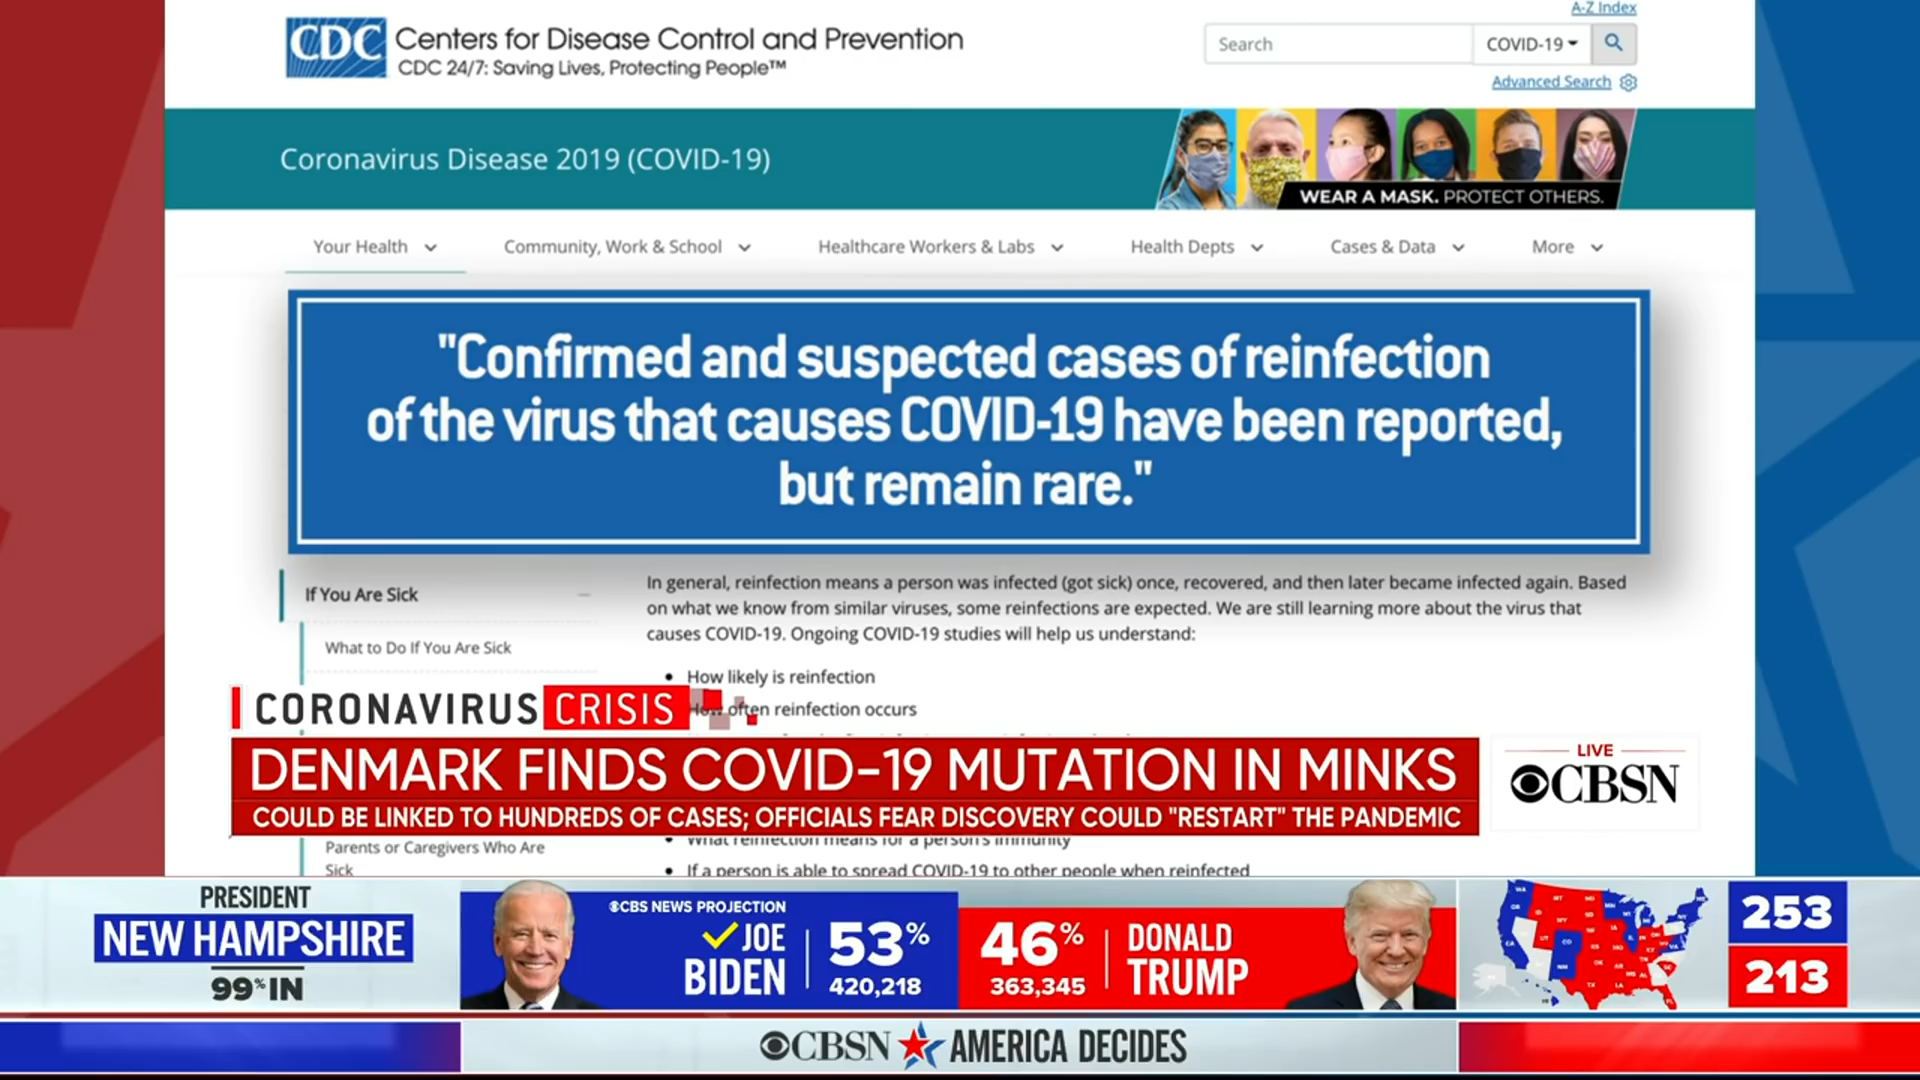 A-Z Index
CDC Centers for Disease Control and Prevention
CDC 24/7: Saving Lives, Protecting People™
Search
COVID-19
Advanced Search
Coronavirus Disease 2019 (COVID-19)
WEAR A MASK. PROTECT OTHERS.
Your Health
Community, Work & School
Healthcare Workers & Labs
Health Depts
Cases & Data
More
"Confirmed and suspected cases of reinfection
of the virus that causes COVID-19 have been reported,
but remain rare."
If You Are Sick
What to Do If You Are Sick
In general, reinfection means a person was infected (got sick) once, recovered, and then later became infected again. Based
on what we know from similar viruses, some reinfections are expected. We are still learning more about the virus that
causes COVID-19. Ongoing COVID-19 studies will help us understand:
• How likely is reinfection
How often reinfection occurs
CORONAVIRUS CRISIS
DENMARK FINDS COVID-19 MUTATION IN MINKS
COULD BE LINKED TO HUNDREDS OF CASES; OFFICIALS FEAR DISCOVERY COULD "RESTART" THE PANDEMIC
LIVE
CBSN
Parents or Caregivers Who Are
Sick
• What reinfection means for a person's immunity
• If a person is able to spread COVID-19 to other people when reinfected
PRESIDENT
NEW HAMPSHIRE
99% IN
CBS NEWS PROJECTION
JOE
BIDEN
53%
420,218
46%
363,345
DONALD
TRUMP
253
213
CBSN AMERICA DECIDES